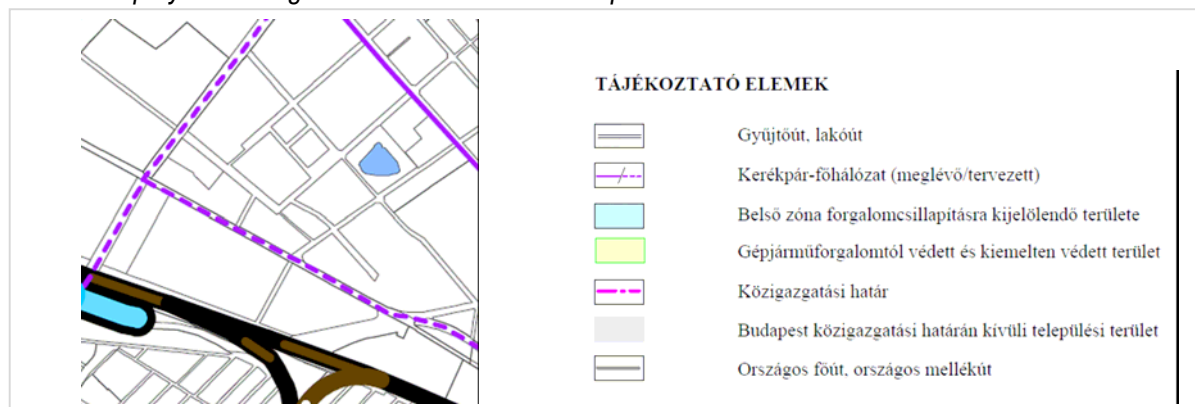 TÁJÉKOZTATÓ ELEMEK
Gyűjtőút, lakóút
Kerékpár-főhálózat (meglévő/tervezett)
Belső zóna forgalomcsillapításra kijelölendő területe
Gépjárműforgalomtól védett és kiemelten védett terület
Közigazgatási határ
Budapest közigazgatási határán kívüli települési terület
Országos főút, országos mellékút